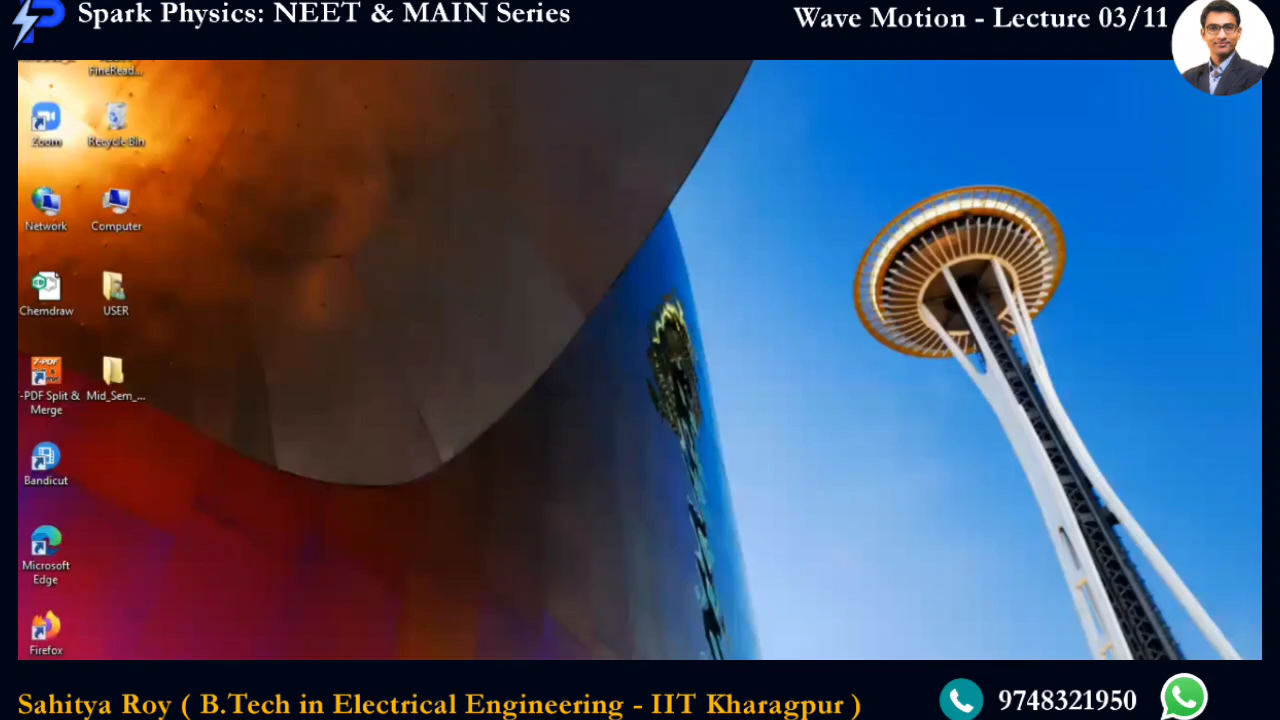 Spark Physics: NEET & MAIN Series
Wave Motion - Lecture 03/11
FineRead...
Zoom
Recycle Bin
Network
Computer
Chemdraw
USER
-PDF Split &
Merge
Mid_Sem_...
Bandicut
Microsoft
Edge
Firefox
Sahitya Roy ( B.Tech in Electrical Engineering - IIT Kharagpur )
9748321950